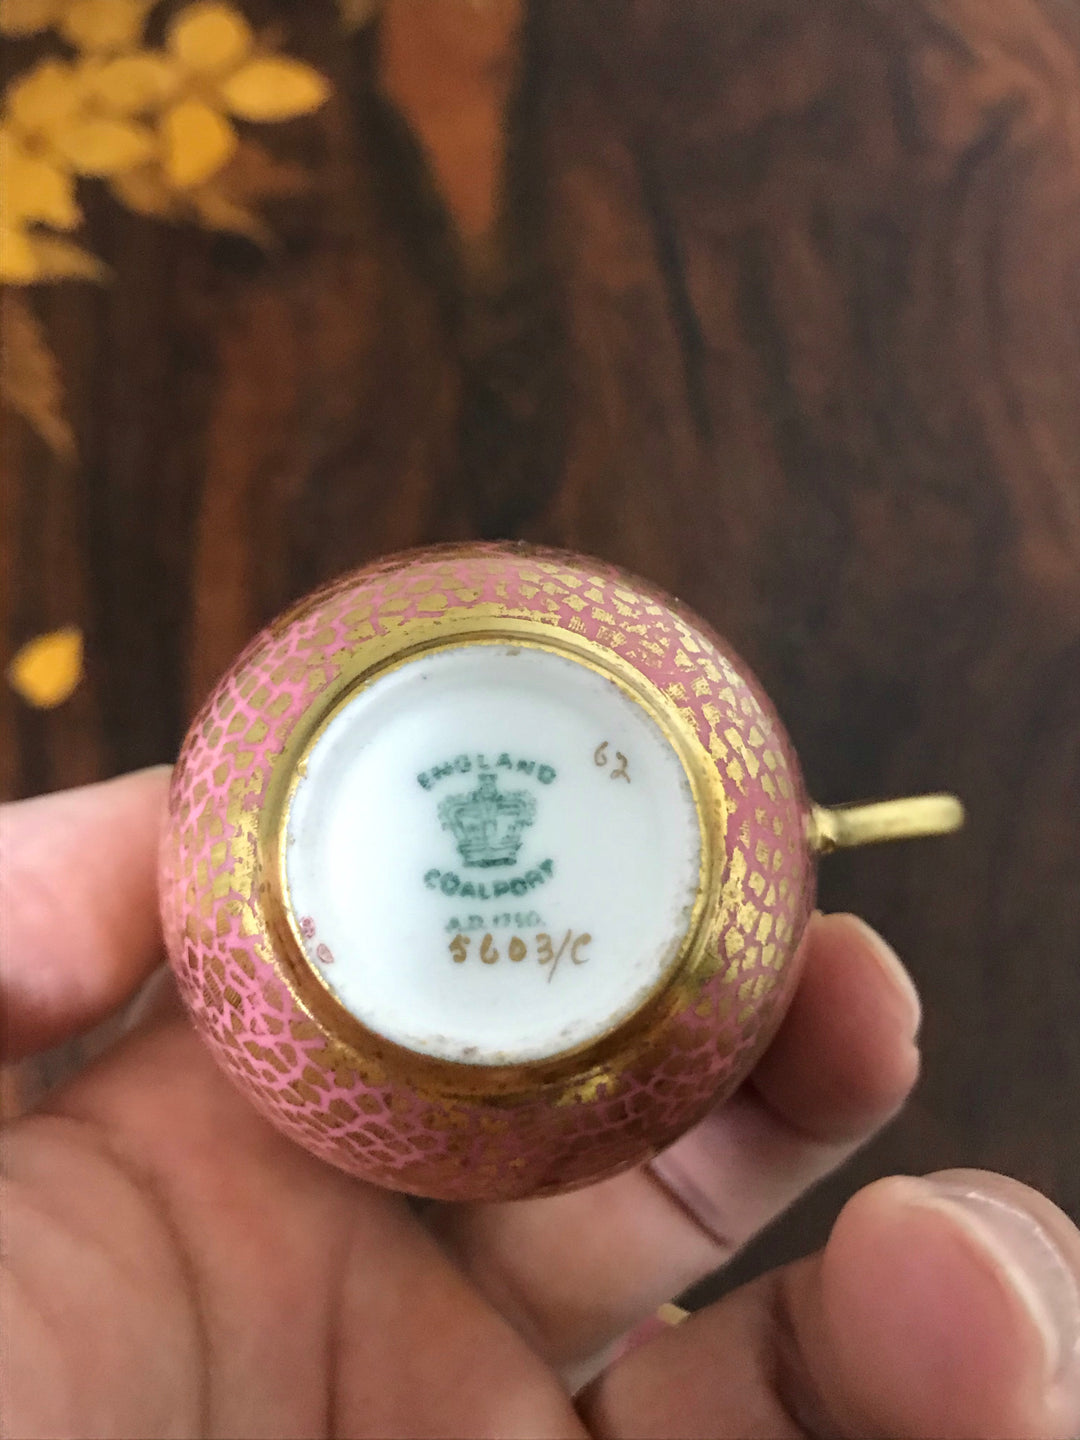 ENGLAND
COALPORT
A.D. 1750.
5603/C
62